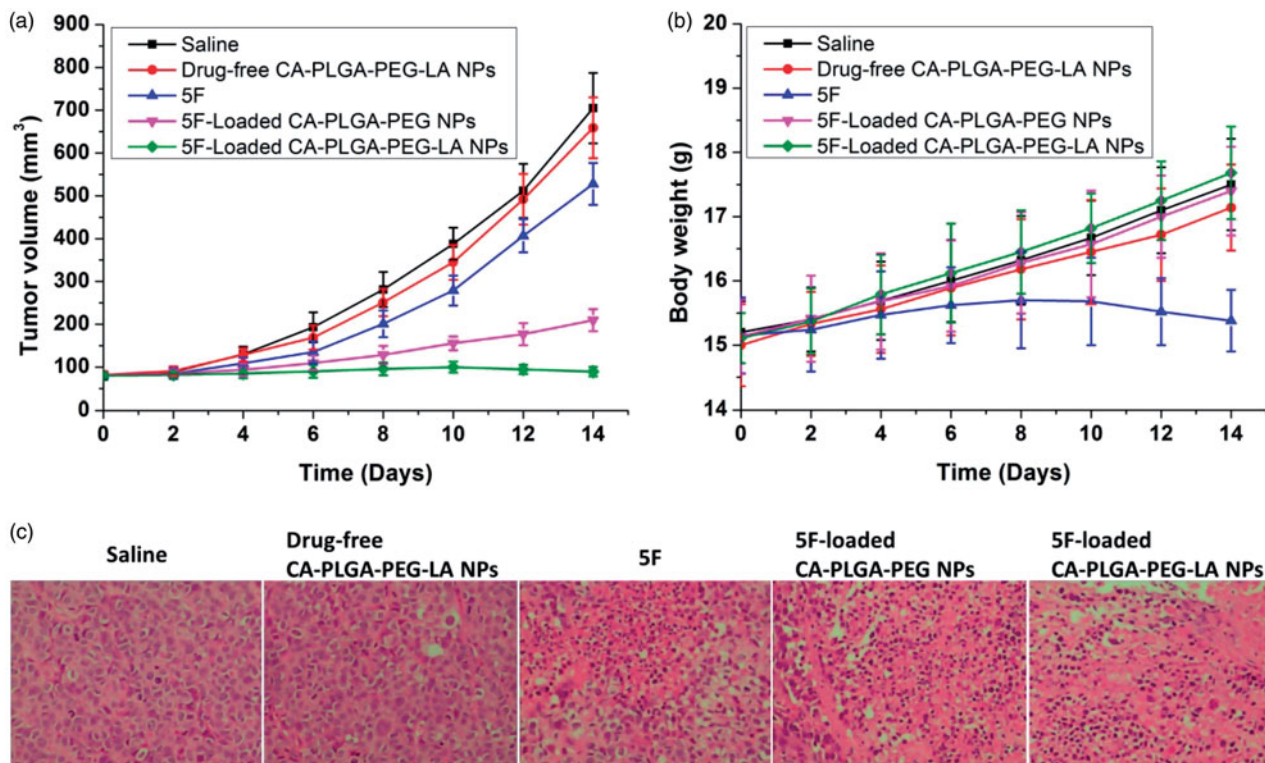 (a)
900
800
700
600
500
400
300
200
100
0
Tumor volume (mm³)
Saline
Drug-free CA-PLGA-PEG-LA NPs
5F
5F-Loaded CA-PLGA-PEG NPs
5F-Loaded CA-PLGA-PEG-LA NPs
0 2 4 6 8 10 12 14
Time (Days)
(b)
20
19
18
17
16
15
14
Body weight (g)
Saline
Drug-free CA-PLGA-PEG-LA NPs
5F
5F-Loaded CA-PLGA-PEG NPs
5F-Loaded CA-PLGA-PEG-LA NPs
0 2 4 6 8 10 12 14
Time (Days)
(c)
Saline
Drug-free
CA-PLGA-PEG-LA NPs
5F
5F-loaded
CA-PLGA-PEG NPs
5F-loaded
CA-PLGA-PEG-LA NPs